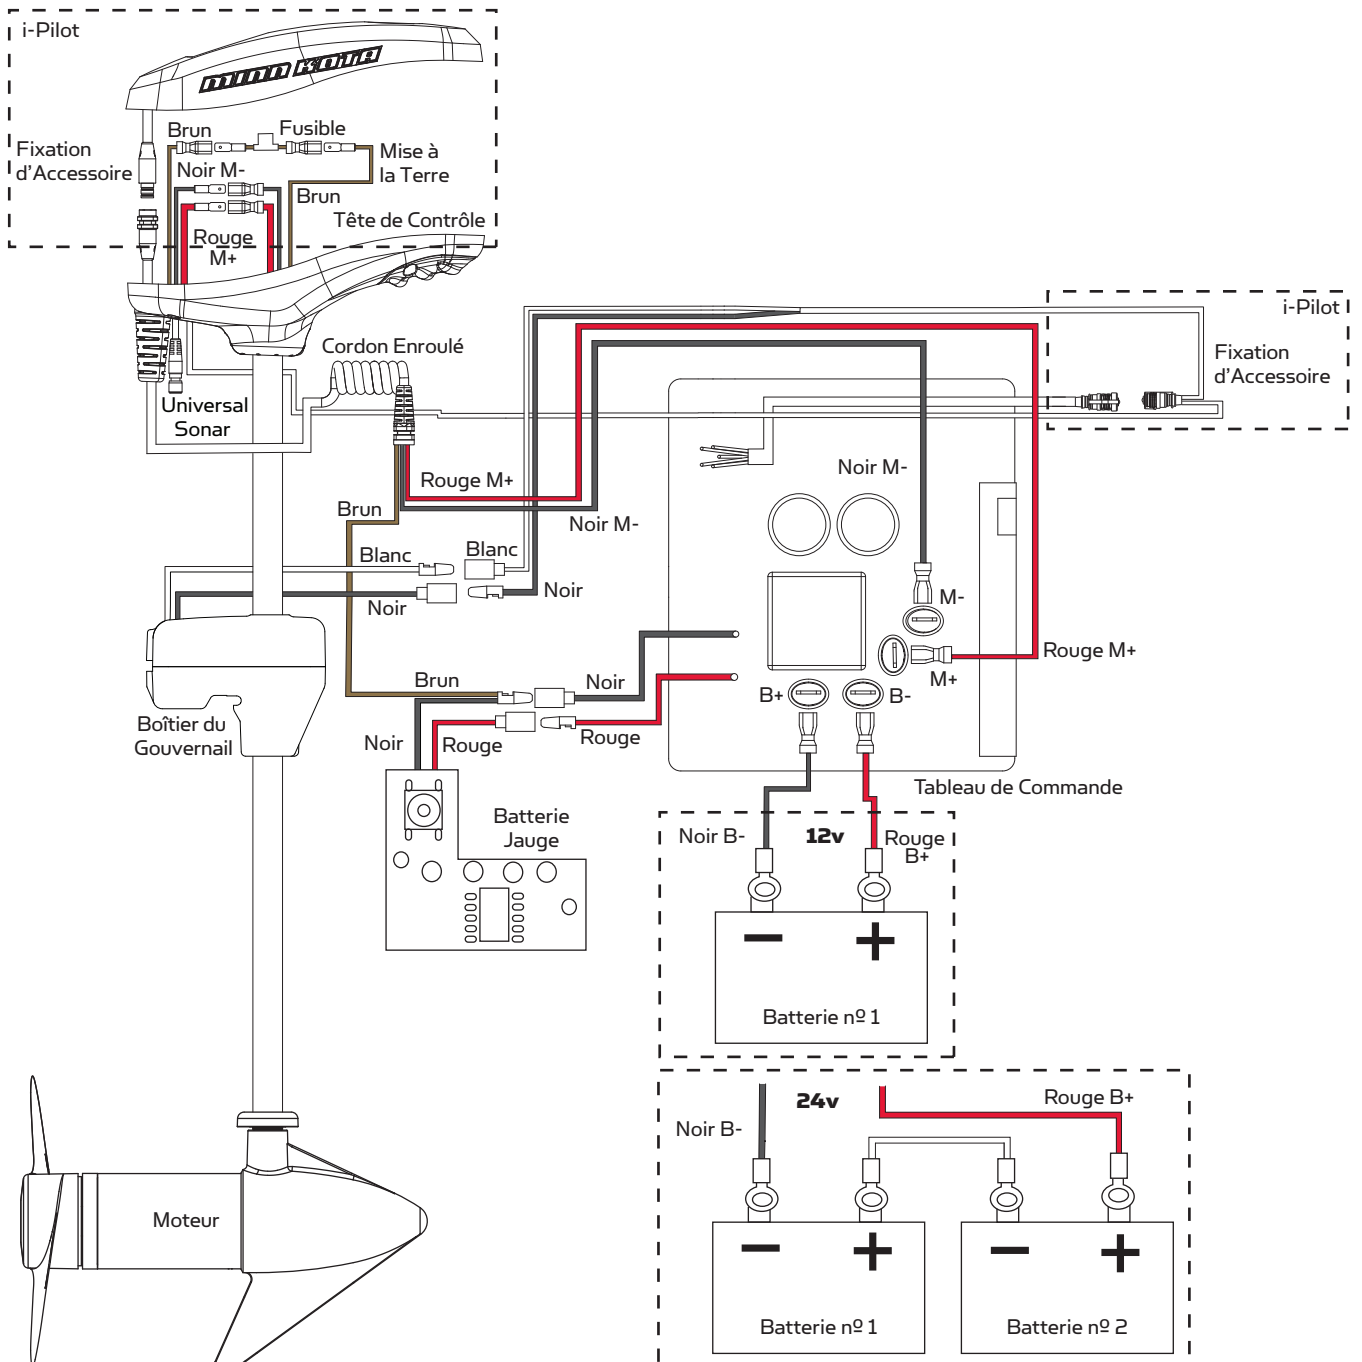 i-Pilot
MINN KOTA
Brun
Fusible
Fixation
d'Accessoire
Noir M-
Mise à
la Terre
Brun
Rouge
M+
Tête de Contrôle
Cordon Enroulé
i-Pilot
Fixation
d'Accessoire
Universal
Sonar
Rouge M+
Noir M-
Brun
Noir M-
Blanc
Blanc
Noir
Noir
M-
Rouge M+
M+
Brun
Noir
B+
B-
Boîtier du
Gouvernail
Noir
Rouge
Rouge
Tableau de Commande
Batterie
Jauge
Noir B-
12v
Rouge
B+
Batterie nº 1
24v
Rouge B+
Noir B-
Moteur
Batterie nº 1
Batterie nº 2